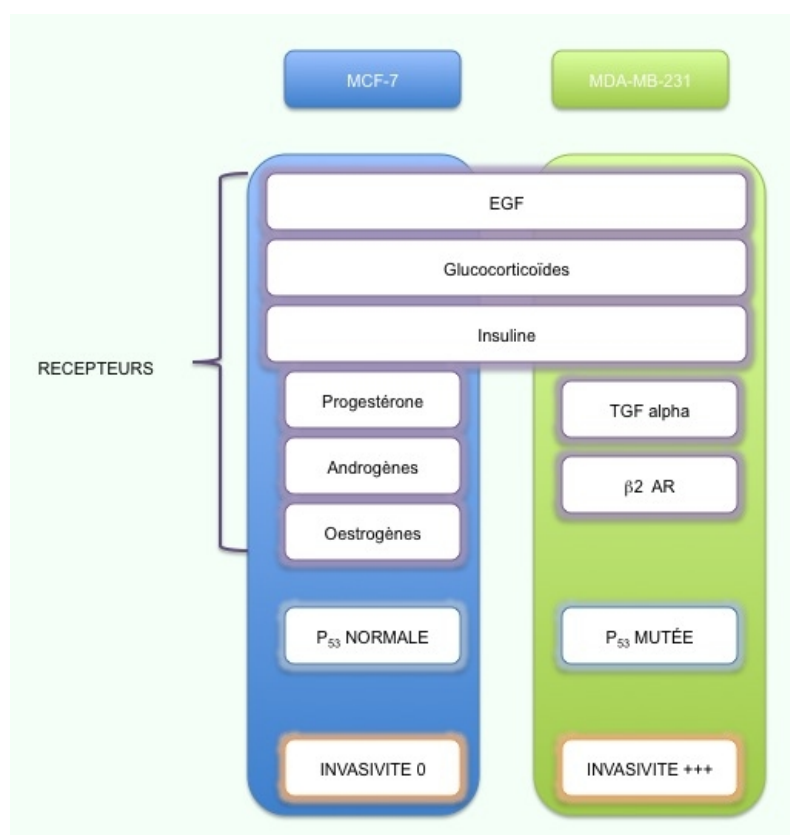 MCF-7
MDA-MB-231
EGF
Glucocorticoïdes
Insuline
RECEPTEURS
Progestérone
TGF alpha
Androgènes
β2 AR
Oestrogènes
P53 NORMALE
P53 MUTÉE
INVASIVITE 0
INVASIVITE +++